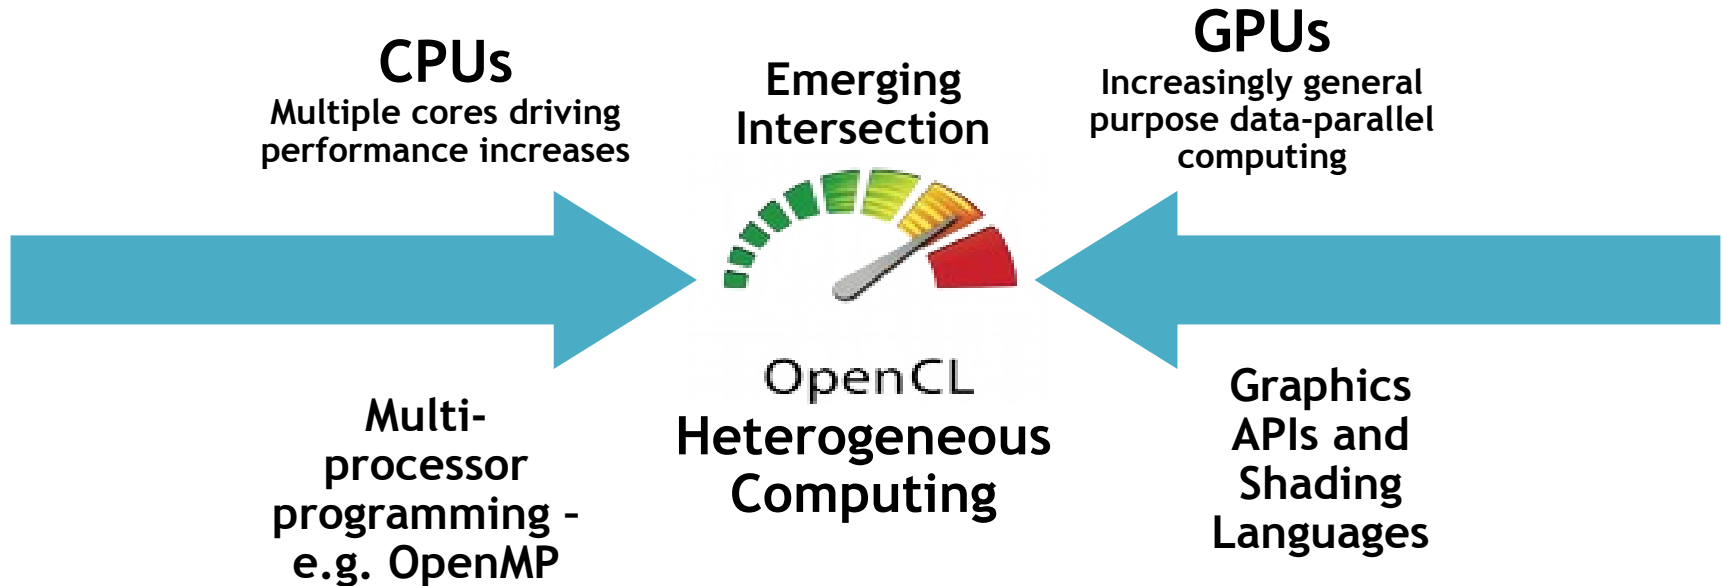 CPUs
Multiple cores driving
performance increases
Emerging
Intersection
GPUs
Increasingly general
purpose data-parallel
computing
Multi-
processor
programming –
e.g. OpenMP
OpenCL
Heterogeneous
Computing
Graphics
APIs and
Shading
Languages